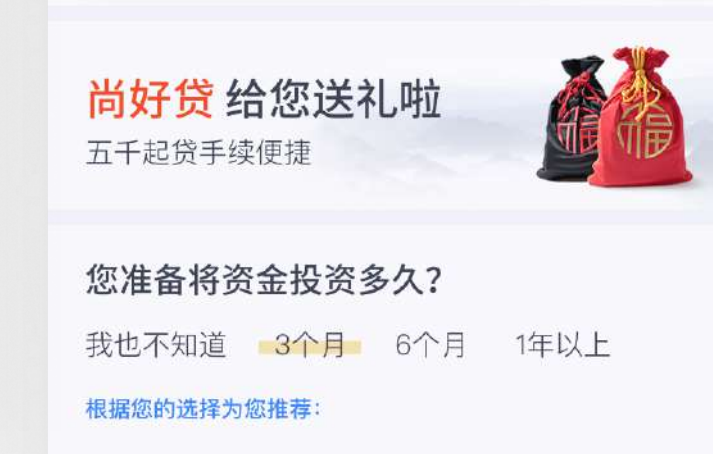 尚好贷 给您送礼啦
五千起贷手续便捷
福 福
您准备将资金投资多久？
我也不知道 3个月 6个月 1年以上
根据您的选择为您推荐：